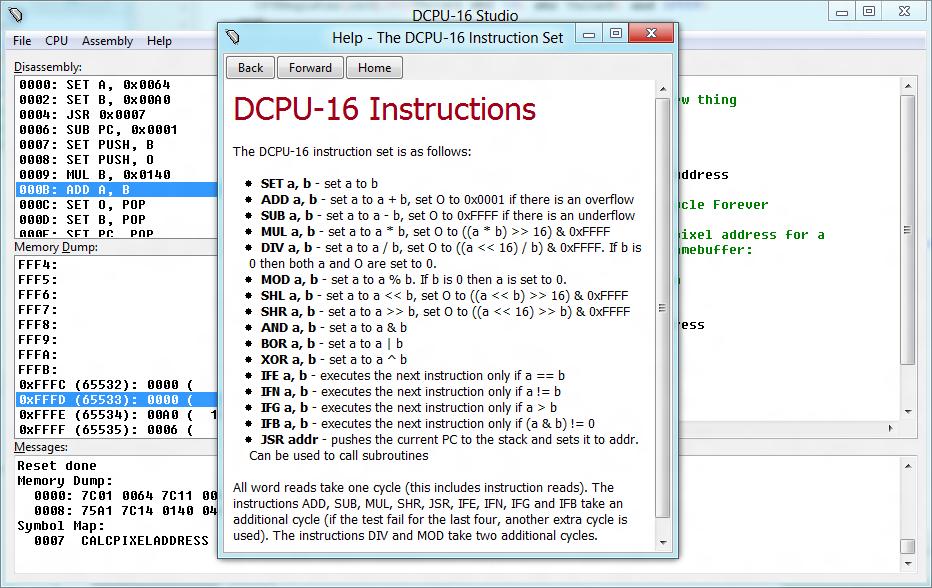 DCPU-16 Studio
File CPU Assembly Help
Disassembly:
0000: SET A, 0x0064
0002: SET B, 0x00A0
0004: JSR 0x0007
0006: SUB PC, 0x0001
0007: SET PUSH, B
0008: SET PUSH, O
0009: MUL B, 0x0140
000B: ADD A, B
000C: SET O, POP
000D: SET B, POP
000E: SET PC, POP
Memory Dump:
FFF4:
FFF5:
FFF6:
FFF7:
FFF8:
FFF9:
FFFA:
FFFB:
0xFFFC (65532): 0000 (
0xFFFD (65533): 0000 (
0xFFFE (65534): 00A0 ( 1
0xFFFF (65535): 0006 (
Messages:
Reset done
Memory Dump:
0000: 7C01 0064 7C11 00
0008: 75A1 7C14 0140 04
Symbol Map:
0007 CALCPIXELADDRESS
Help - The DCPU-16 Instruction Set
Back Forward Home
DCPU-16 Instructions
The DCPU-16 instruction set is as follows:
SET a, b - set a to b
ADD a, b - set a to a + b, set O to 0x0001 if there is an overflow
SUB a, b - set a to a - b, set O to 0xFFFF if there is an underflow
MUL a, b - set a to a * b, set O to ((a * b) >> 16) & 0xFFFF
DIV a, b - set a to a / b, set O to ((a << 16) / b) & 0xFFFF. If b is
0 then both a and O are set to 0.
MOD a, b - set a to a % b. If b is 0 then a is set to 0.
SHL a, b - set a to a << b, set O to ((a << b) >> 16) & 0xFFFF
SHR a, b - set a to a >> b, set O to ((a << 16) >> b) & 0xFFFF
AND a, b - set a to a & b
BOR a, b - set a to a | b
XOR a, b - set a to a ^ b
IFE a, b - executes the next instruction only if a == b
IFN a, b - executes the next instruction only if a != b
IFG a, b - executes the next instruction only if a > b
IFB a, b - executes the next instruction only if (a & b) != 0
JSR addr - pushes the current PC to the stack and sets it to addr.
Can be used to call subroutines
All word reads take one cycle (this includes instruction reads). The
instructions ADD, SUB, MUL, SHR, JSR, IFE, IFN, IFG and IFB take an
additional cycle (if the test fail for the last four, another extra cycle is
used). The instructions DIV and MOD take two additional cycles.
ew thing
ddress
cle Forever
pixel address for a
mebuffer:
ess